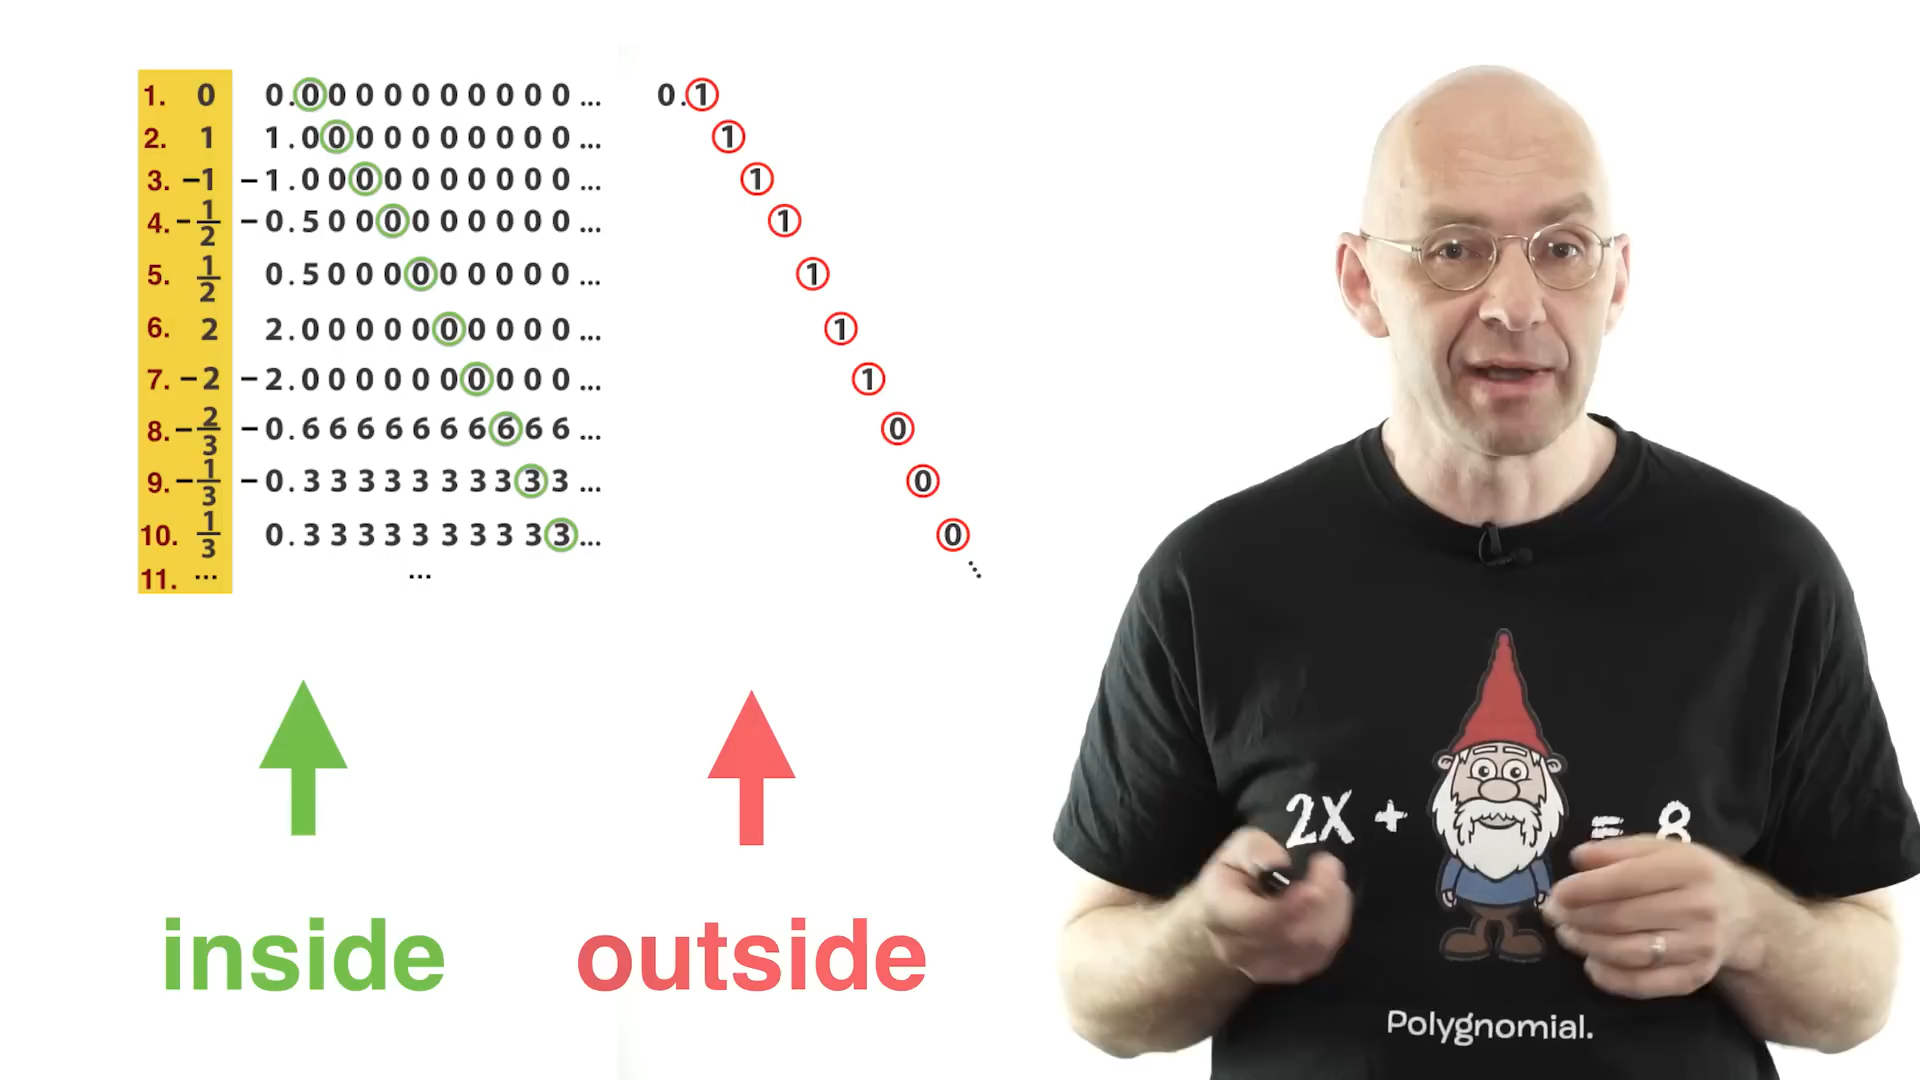 1. 0 0.0000000000... 0.1
2. 1 1.0000000000... 1
3. −1 −1.0000000000... 1
4. −1/2 −0.5000000000... 1
5. 1/2 0.5000000000... 1
6. 2 2.0000000000... 1
7. −2 −2.0000000000... 1
8. −2/3 −0.6666666666... 0
9. −1/3 −0.3333333333... 0
10. 1/3 0.3333333333... 0
11. ... ...
inside outside
2X + = 8
Polygnomial.